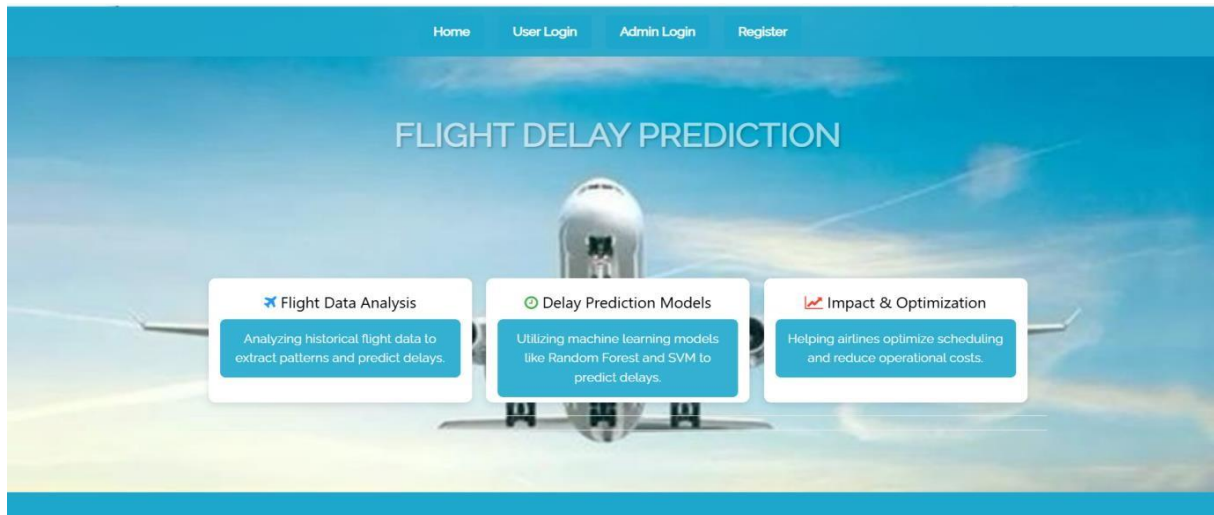 Home User Login Admin Login Register
FLIGHT DELAY PREDICTION
Flight Data Analysis
Analyzing historical flight data to
extract patterns and predict delays.
Delay Prediction Models
Utilizing machine learning models
like Random Forest and SVM to
predict delays.
Impact & Optimization
Helping airlines optimize scheduling
and reduce operational costs.